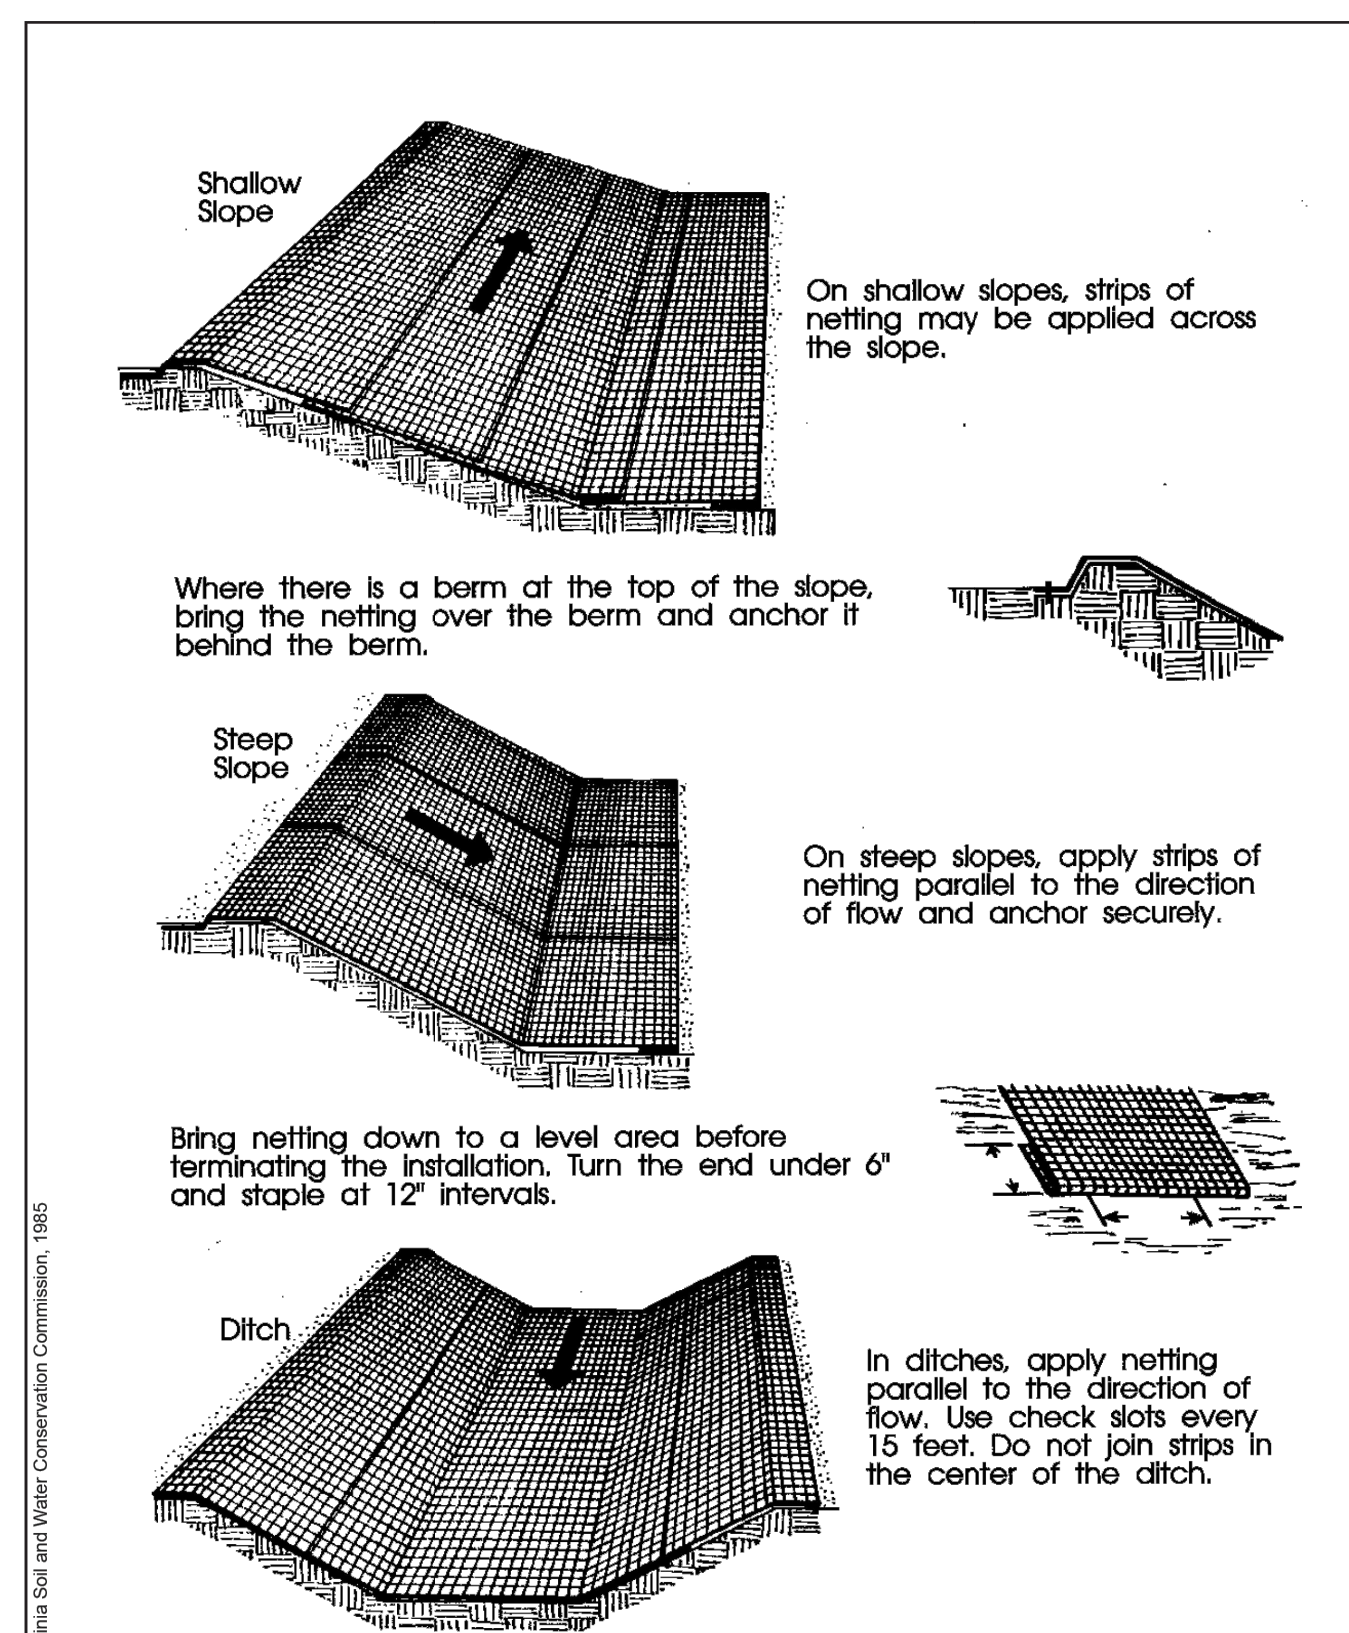 Shallow
Slope
On shallow slopes, strips of
netting may be applied across
the slope.
Where there is a berm at the top of the slope,
bring the netting over the berm and anchor it
behind the berm.
Steep
Slope
On steep slopes, apply strips of
netting parallel to the direction
of flow and anchor securely.
Bring netting down to a level area before
terminating the installation. Turn the end under 6"
and staple at 12" intervals.
Ditch
In ditches, apply netting
parallel to the direction of
flow. Use check slots every
15 feet. Do not join strips in
the center of the ditch.
inia Soil and Water Conservation Commission, 1985